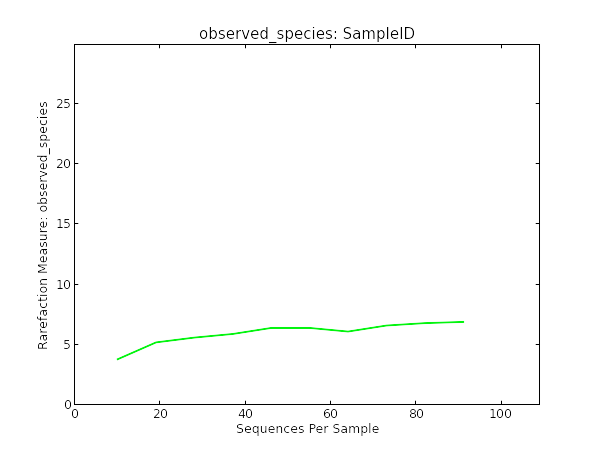 observed_species: SampleID
Rarefaction Measure: observed_species
25
20
15
10
5
0
0 20 40 60 80 100
Sequences Per Sample